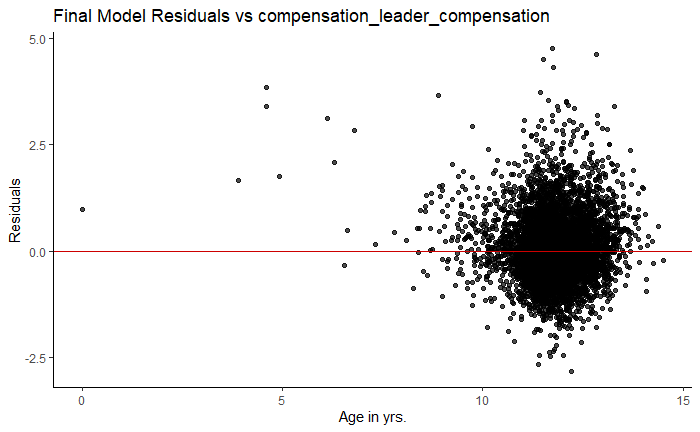 Final Model Residuals vs compensation_leader_compensation
5.0
2.5
0.0
-2.5
Residuals
0
5
10
15
Age in yrs.